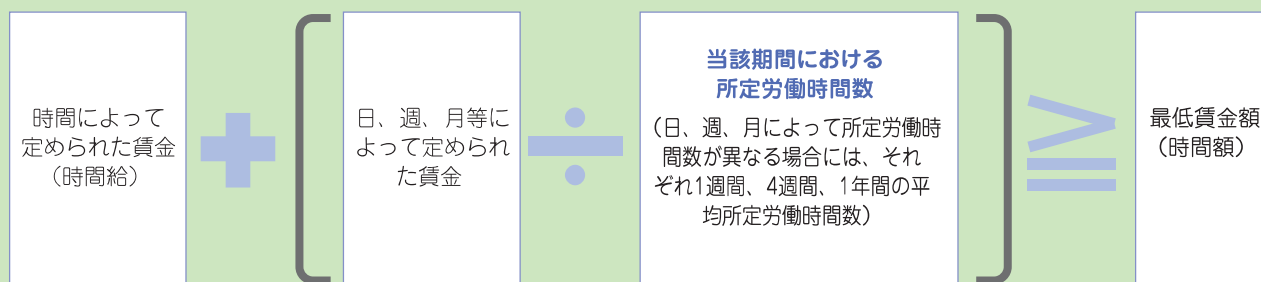 時間によって
定められた賃金
（時間給）
＋
日、週、月等に
よって定められ
た賃金
÷
当該期間における
所定労働時間数
（日、週、月によって所定労働時
間数が異なる場合には、それ
ぞれ1週間、4週間、1年間の平
均所定労働時間数）
≧
最低賃金額
（時間額）